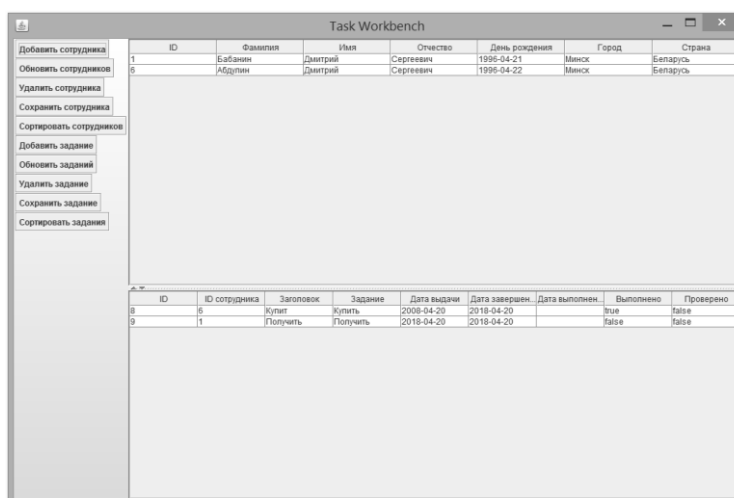 Task Workbench
Добавить сотрудника
Обновить сотрудников
Удалить сотрудника
Сохранить сотрудника
Сортировать сотрудников
Добавить задание
Обновить заданий
Удалить задание
Сохранить задание
Сортировать задания
ID Фамилия Имя Отчество День рождения Город Страна
1 Бабанин Дмитрий Сергеевич 1996-04-21 Минск Беларусь
6 Абдулин Дмитрий Сергеевич 1996-04-22 Минск Беларусь
ID ID сотрудника Заголовок Задание Дата выдачи Дата завершен... Дата выполнен... Выполнено Проверено
8 6 Купит Купить 2008-04-20 2018-04-20 true false
9 1 Получить Получить 2018-04-20 2018-04-20 false false